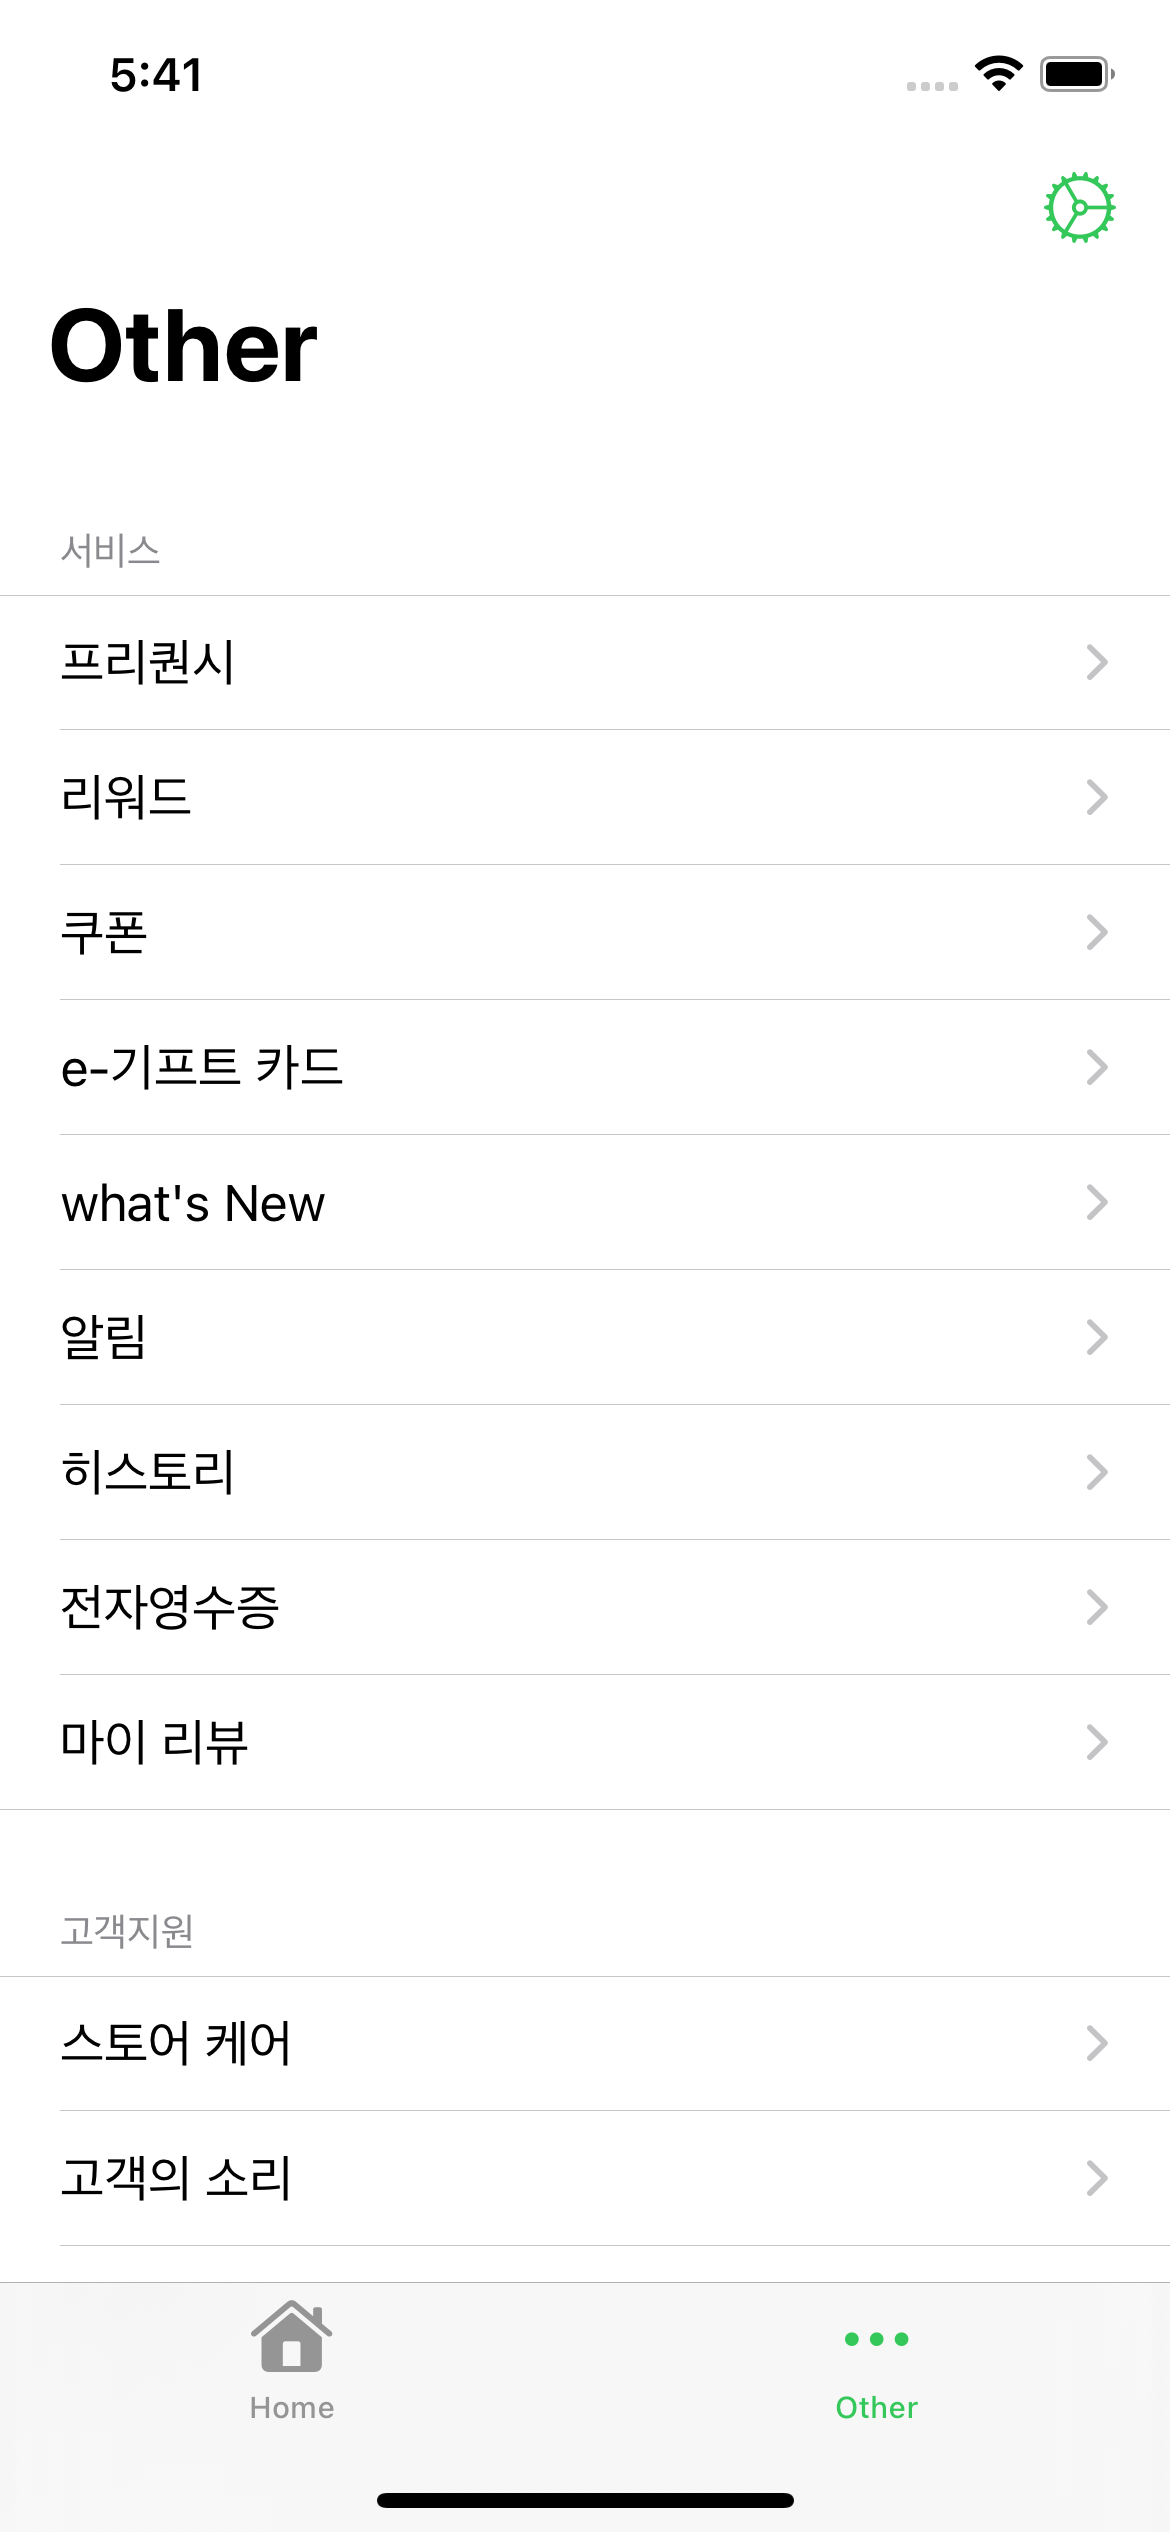 5:41
Other
서비스
프리퀀시
리워드
쿠폰
e-기프트 카드
what's New
알림
히스토리
전자영수증
마이 리뷰
고객지원
스토어 케어
고객의 소리
Home
Other